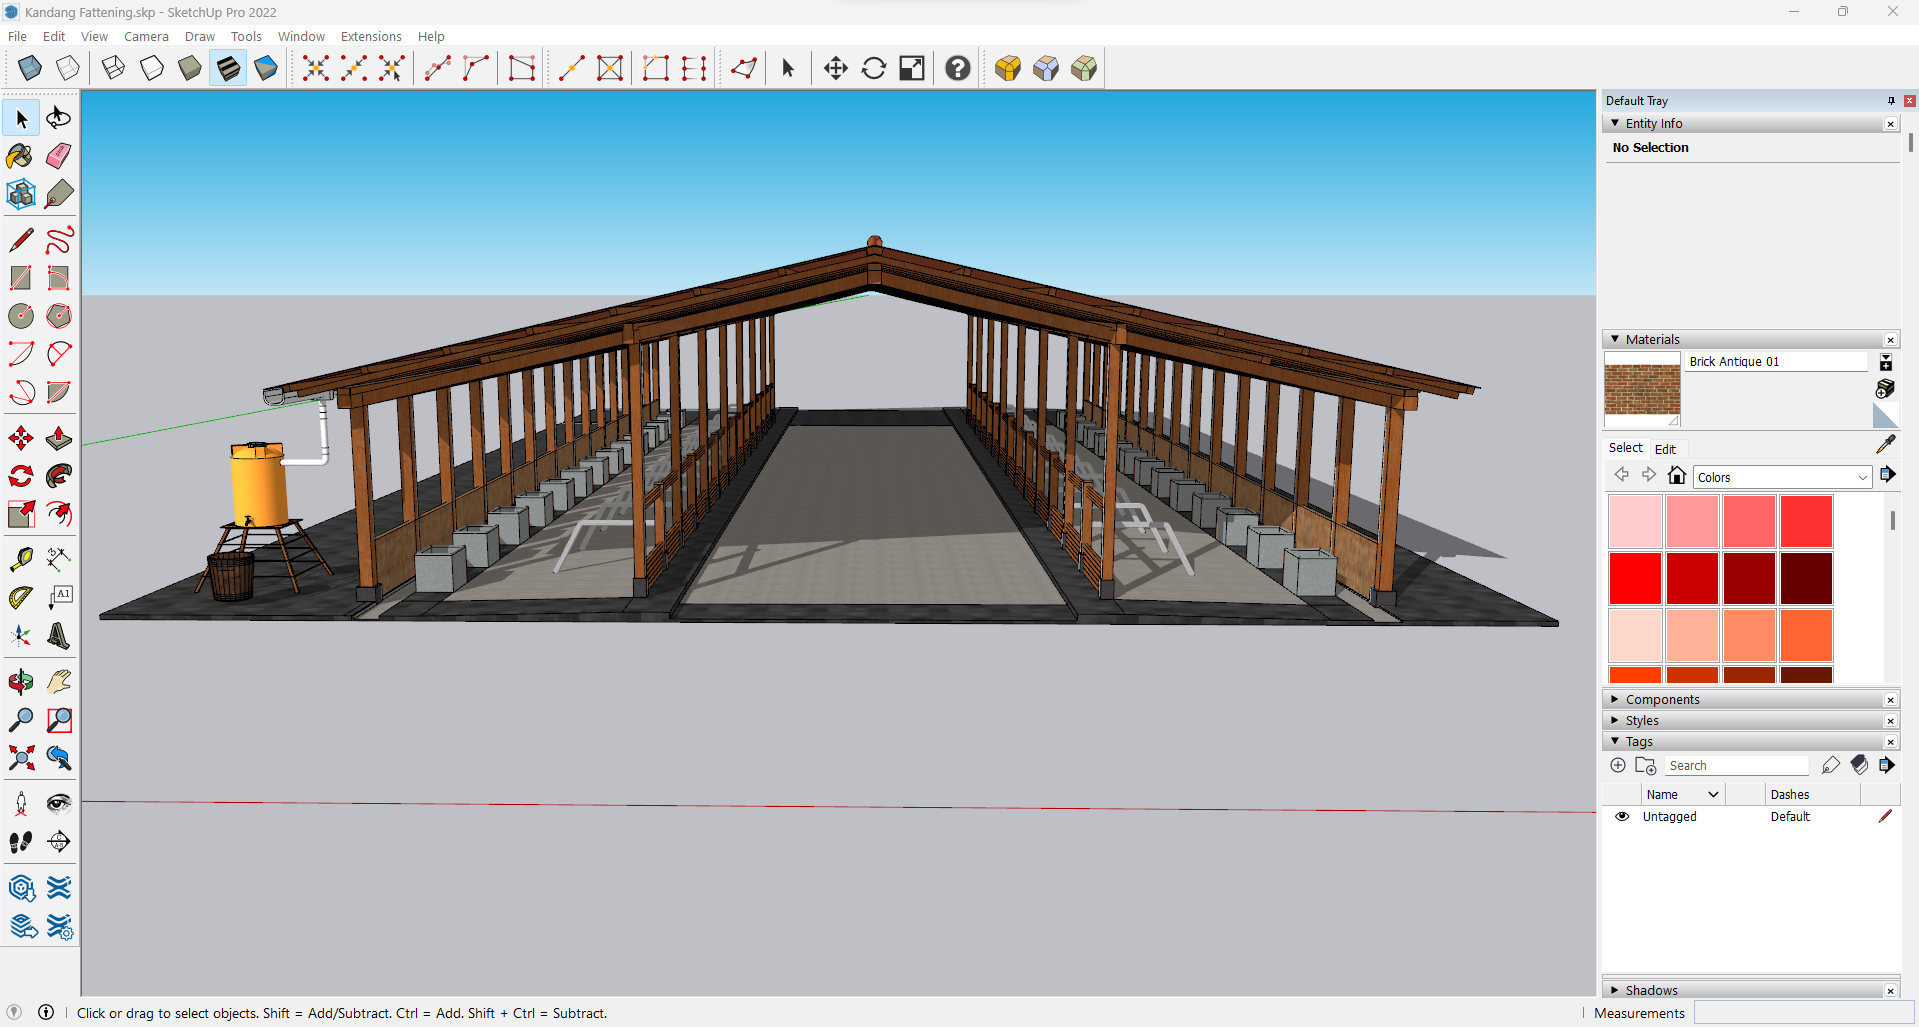 Kandang Fattening.skp - SketchUp Pro 2022
File Edit View Camera Draw Tools Window Extensions Help
Default Tray
Entity Info
No Selection
Materials
Brick Antique 01
Select Edit
Colors
Components
Styles
Tags
Search
Name Dashes
Untagged Default
Shadows
A1
Click or drag to select objects. Shift = Add/Subtract. Ctrl = Add. Shift + Ctrl = Subtract.
Measurements